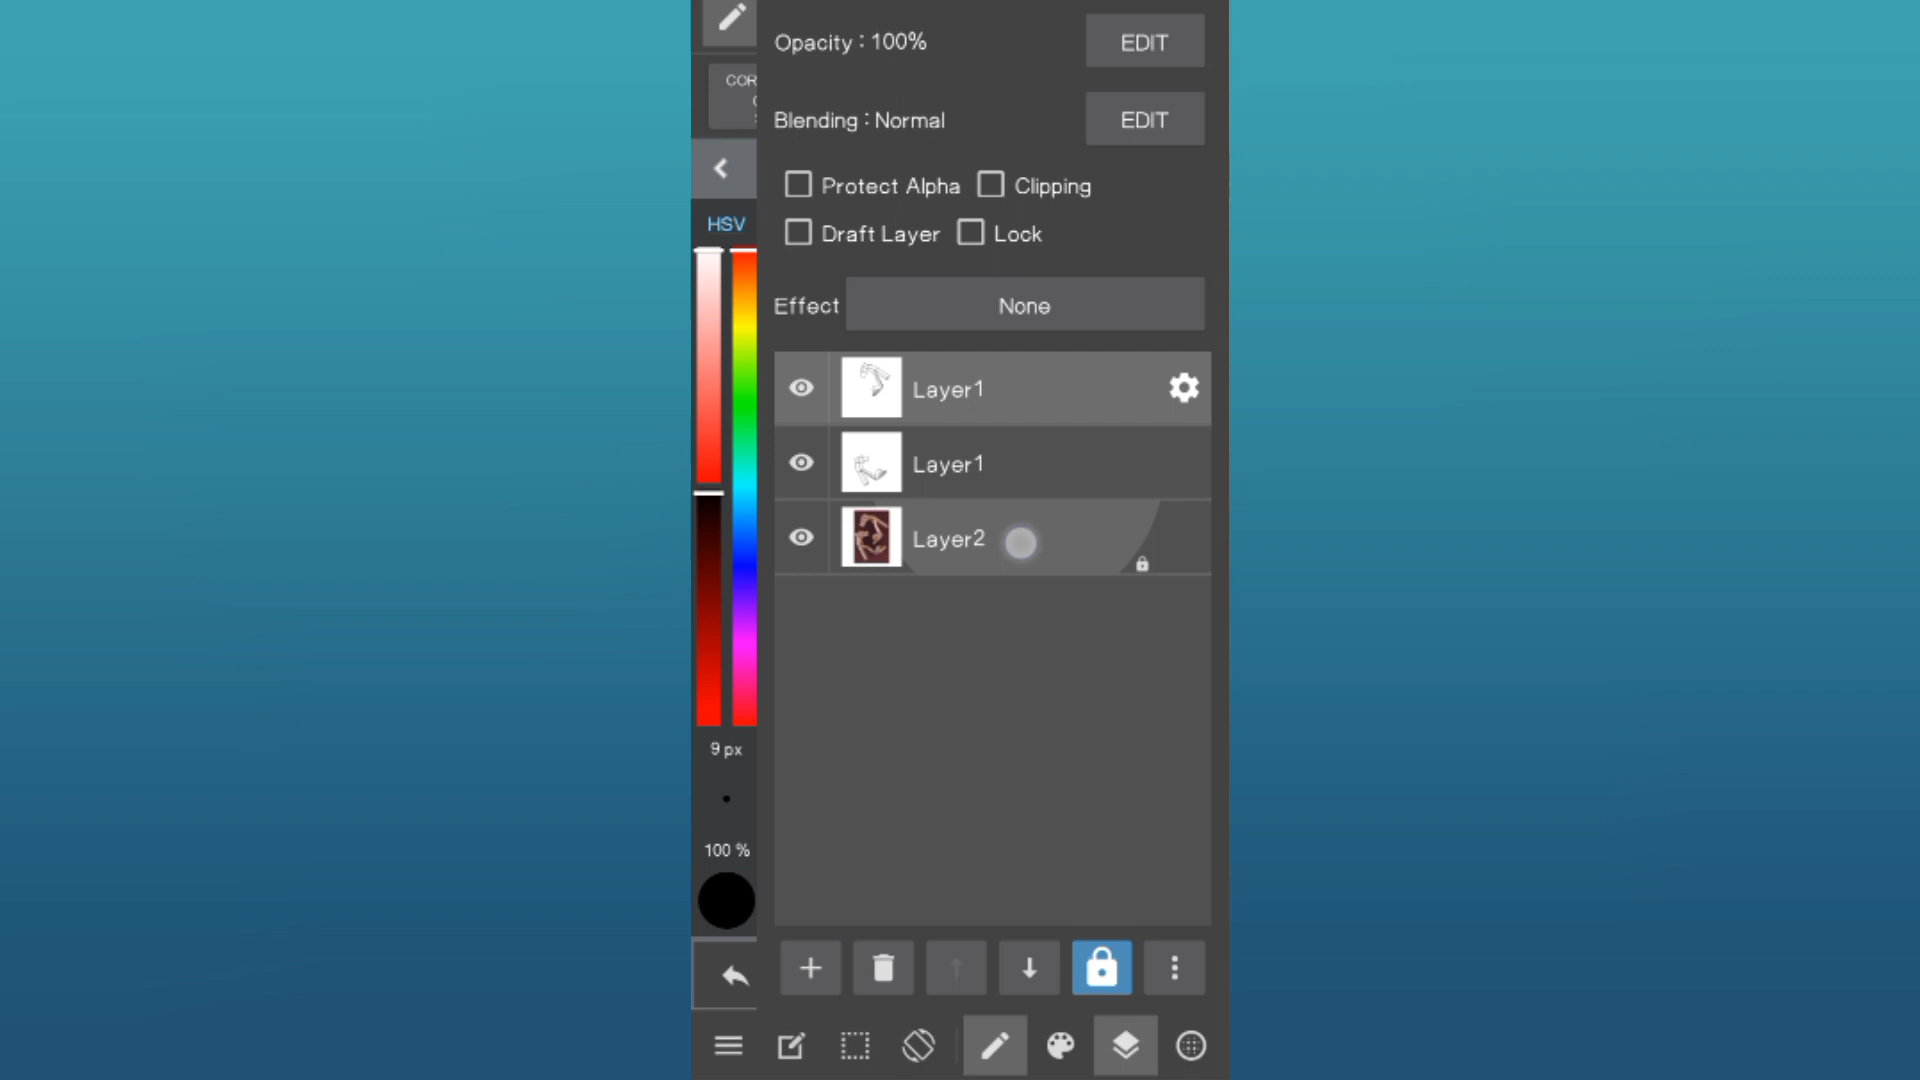 Opacity : 100%
EDIT
COR
Blending : Normal
EDIT
Protect Alpha
Clipping
HSV
Draft Layer
Lock
Effect
None
Layer1
Layer1
Layer2
9 px
100 %